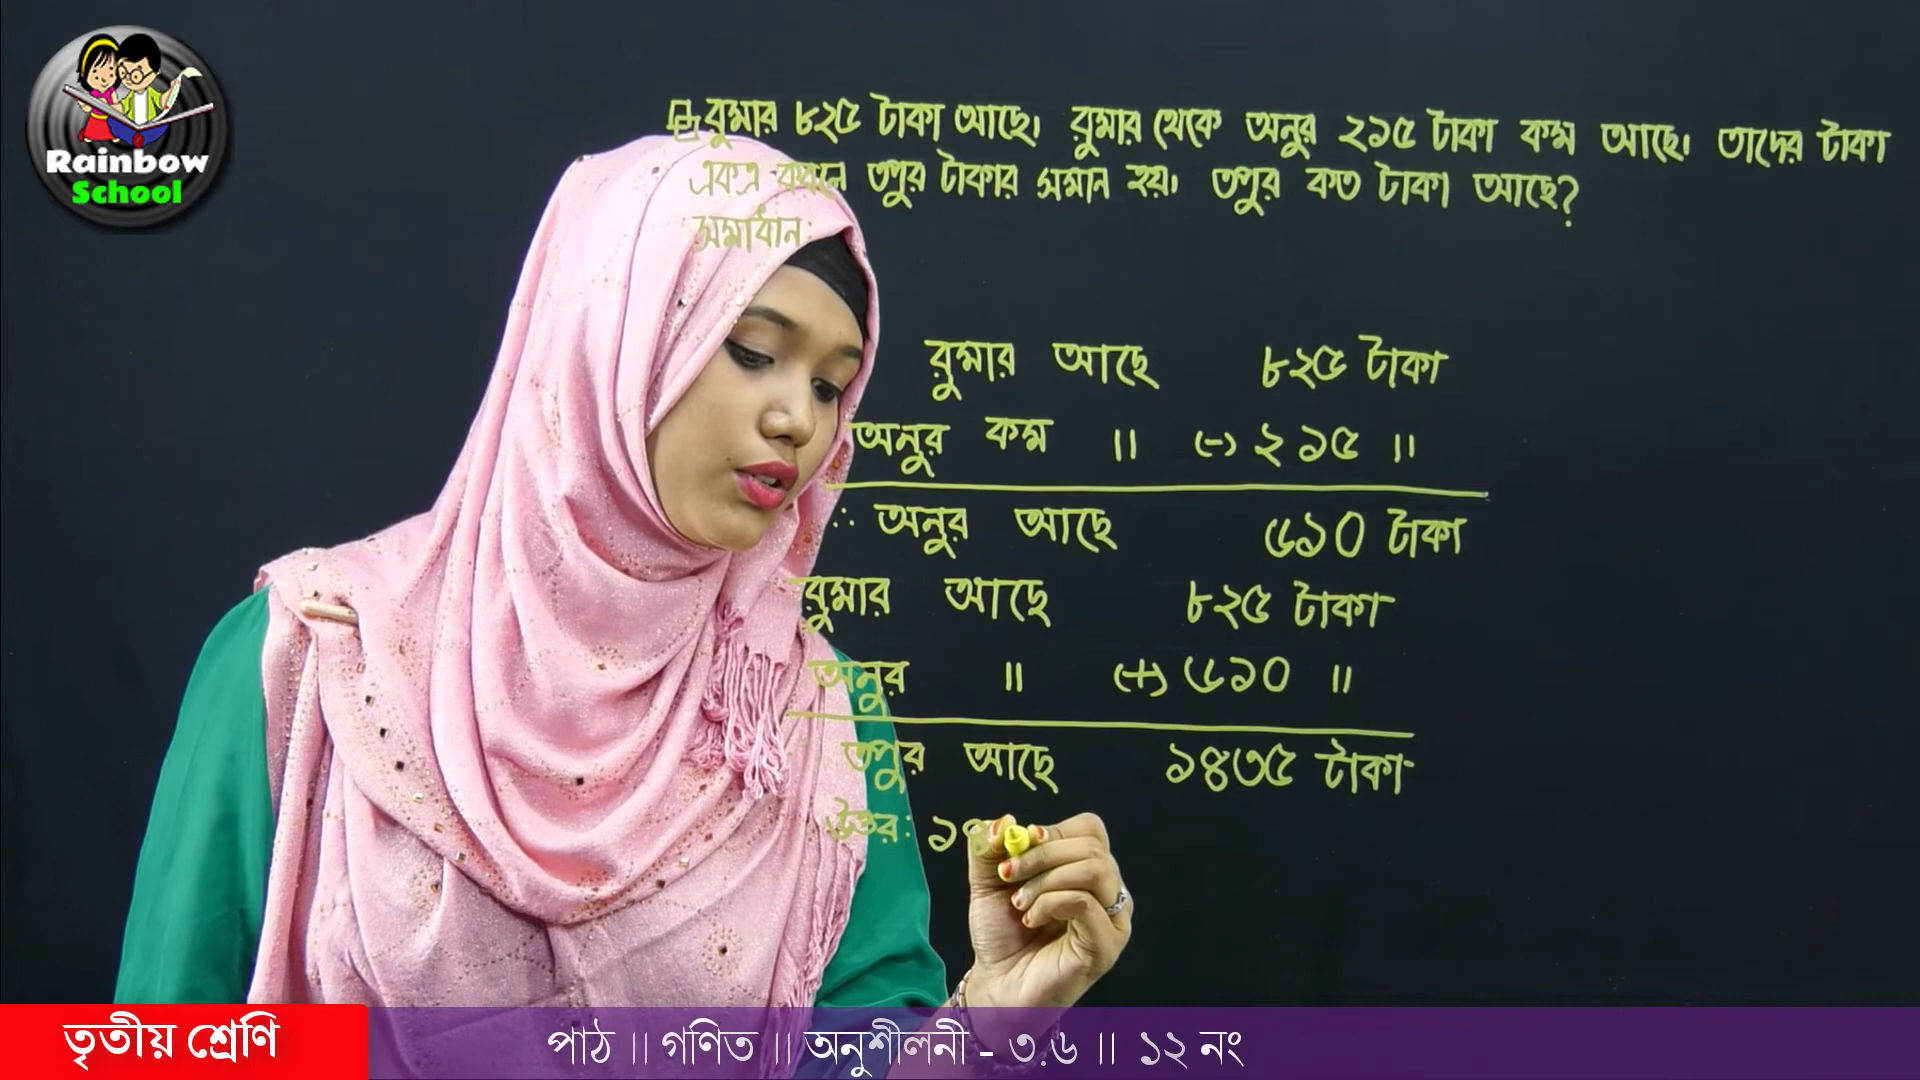 Rainbow
School
রুমার ৮২৫ টাকা আছে। রুমার থেকে অনুর ২১৫ টাকা কম আছে। তাদের টাকা
একত্র করলে তপুর টাকার সমান হয়। তপুর কত টাকা আছে?
সমাধান:
রুমার আছে ৮২৫ টাকা
অনুর কম " (-) ২১৫ "
∴ অনুর আছে ৬১০ টাকা
রুমার আছে ৮২৫ টাকা
অনুর " (+) ৬১০ "
∴ তপুর আছে ১৪৩৫ টাকা
উত্তর: ১৪
তৃতীয় শ্রেণি
পাঠ || গণিত || অনুশীলনী - ৩.৬ || ১২ নং